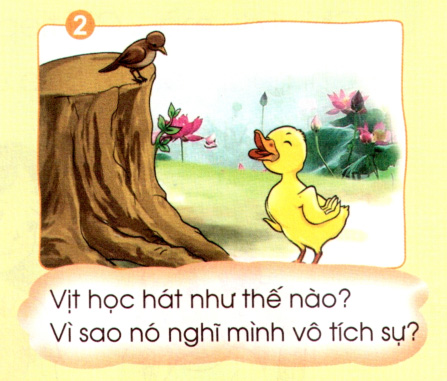 2
Vịt học hát như thế nào?
Vì sao nó nghĩ mình vô tích sự?